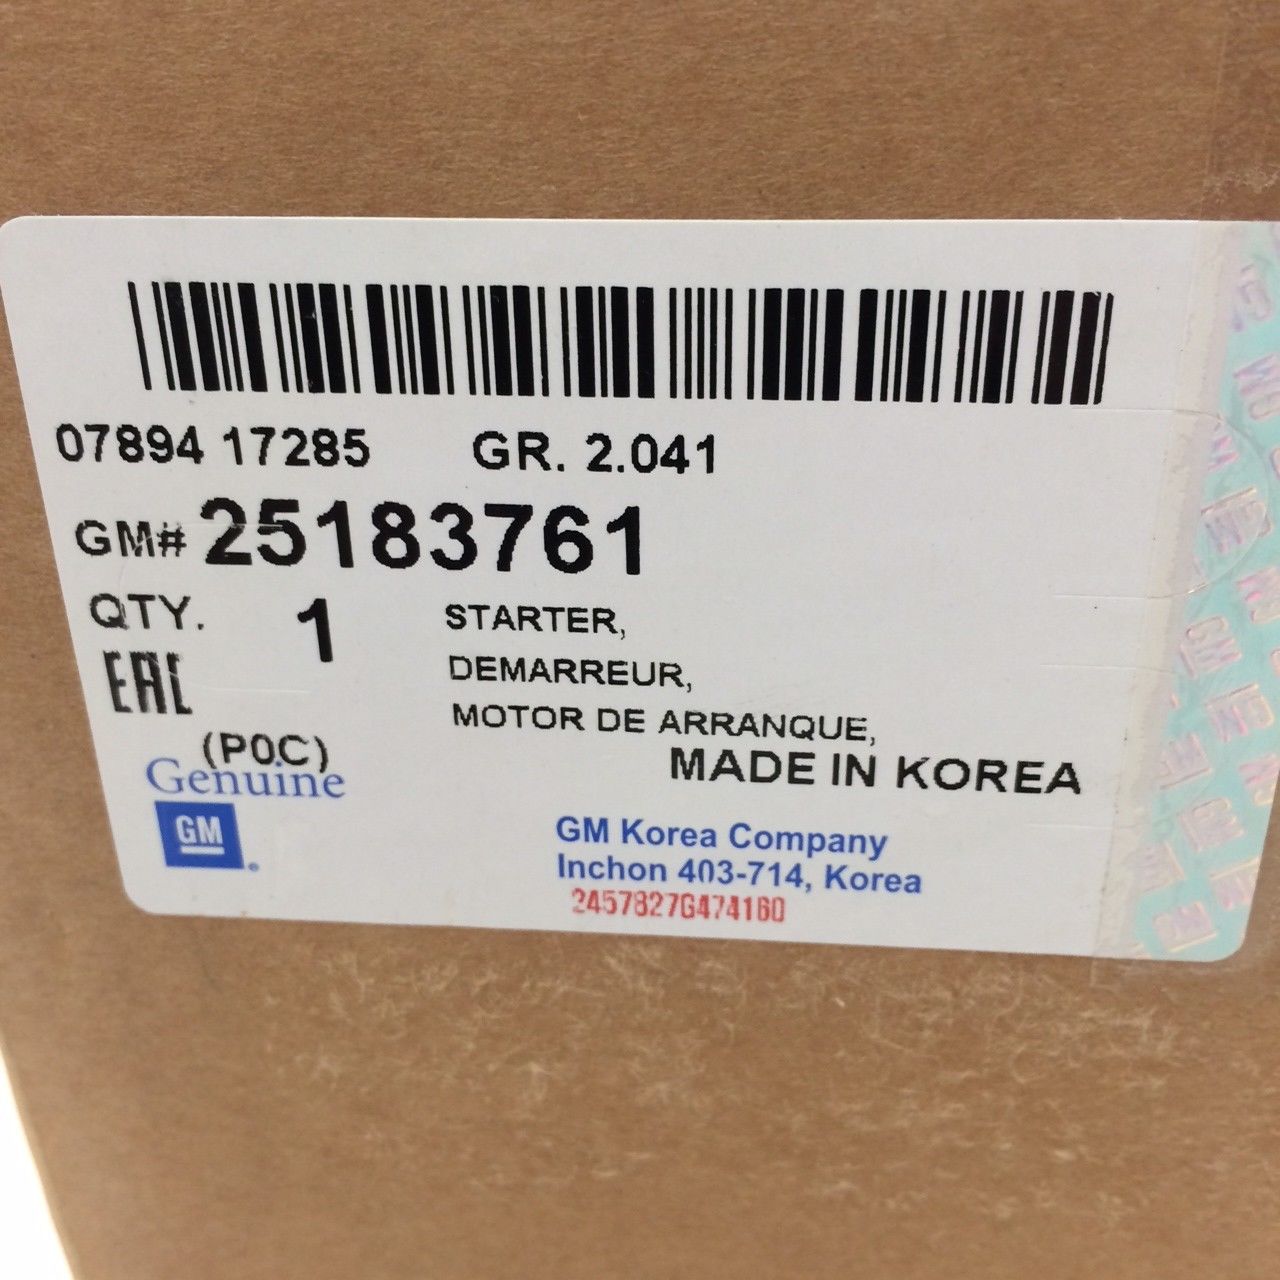 07894 17285 GR. 2.041
GM# 25183761
QTY. 1 STARTER,
EAC DEMARREUR,
MOTOR DE ARRANQUE,
(POC) MADE IN KOREA
Genuine
GM
GM Korea Company
Inchon 403-714, Korea
2457827G474160